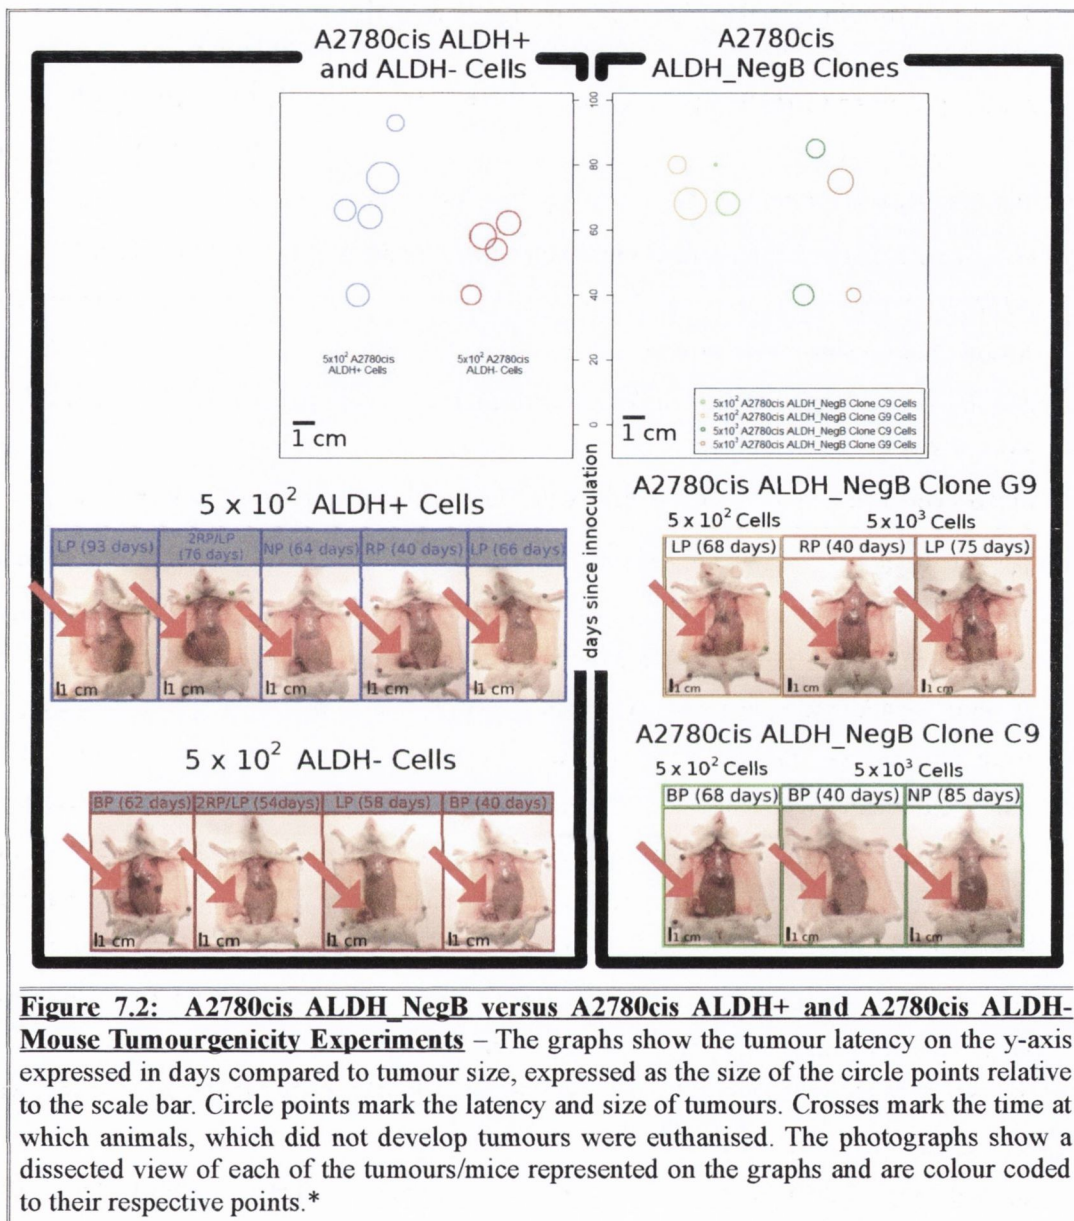 A2780cis ALDH+
and ALDH- Cells
A2780cis
ALDH_NegB Clones
100
80
60
40
20
0
days since innoculation
5x10² A2780cis
ALDH+ Cells
5x10² A2780cis
ALDH- Cells
1 cm
1 cm
5x10² A2780cis ALDH_NegB Clone C9 Cells
5x10² A2780cis ALDH_NegB Clone G9 Cells
5x10³ A2780cis ALDH_NegB Clone C9 Cells
5x10³ A2780cis ALDH_NegB Clone G9 Cells
5 x 10² ALDH+ Cells
LP (93 days)
2RP/LP
(76 days)
NP (64 days)
RP (40 days)
LP (66 days)
1 cm
1 cm
1 cm
1 cm
1 cm
5 x 10² ALDH- Cells
BP (62 days)
2RP/LP (54days)
LP (58 days)
BP (40 days)
1 cm
1 cm
1 cm
1 cm
A2780cis ALDH_NegB Clone G9
5 x 10² Cells
5 x 10³ Cells
LP (68 days)
RP (40 days)
LP (75 days)
1 cm
1 cm
1 cm
A2780cis ALDH_NegB Clone C9
5 x 10² Cells
5 x 10³ Cells
BP (68 days)
BP (40 days)
NP (85 days)
1 cm
1 cm
1 cm
Figure 7.2: A2780cis ALDH_NegB versus A2780cis ALDH+ and A2780cis ALDH-
Mouse Tumourgenicity Experiments – The graphs show the tumour latency on the y-axis
expressed in days compared to tumour size, expressed as the size of the circle points relative
to the scale bar. Circle points mark the latency and size of tumours. Crosses mark the time at
which animals, which did not develop tumours were euthanised. The photographs show a
dissected view of each of the tumours/mice represented on the graphs and are colour coded
to their respective points.*